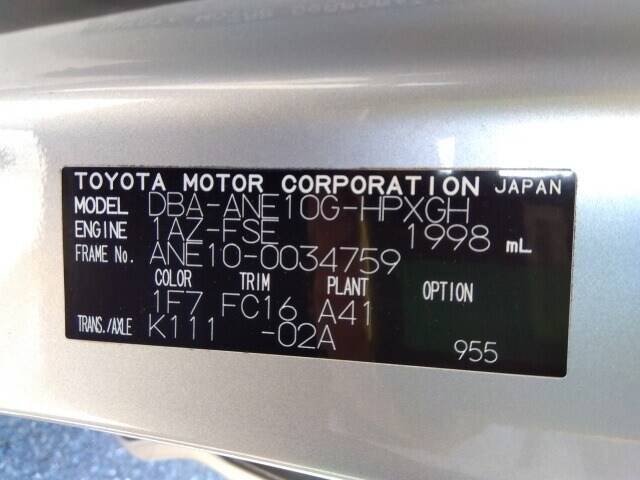 TOYOTA MOTOR CORPORATION JAPAN
MODEL DBA-ANE10G-HPXGH
ENGINE 1AZ-FSE 1998 mL
FRAME No. ANE10-0034759
COLOR TRIM PLANT OPTION
1F7 FC16 A41
TRANS./AXLE K111 -02A
955